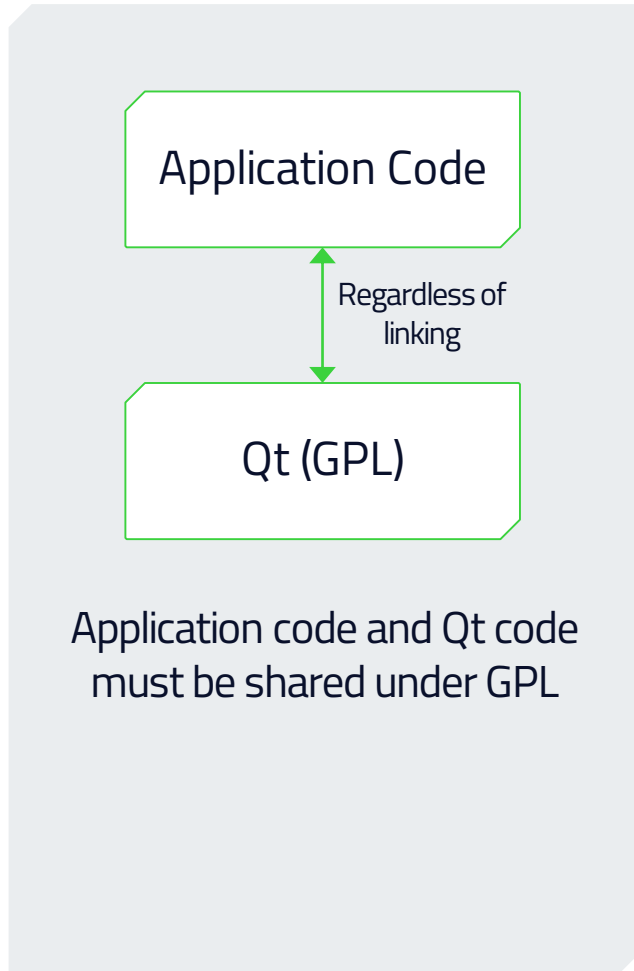 Application Code
Regardless of
linking
Qt (GPL)
Application code and Qt code
must be shared under GPL